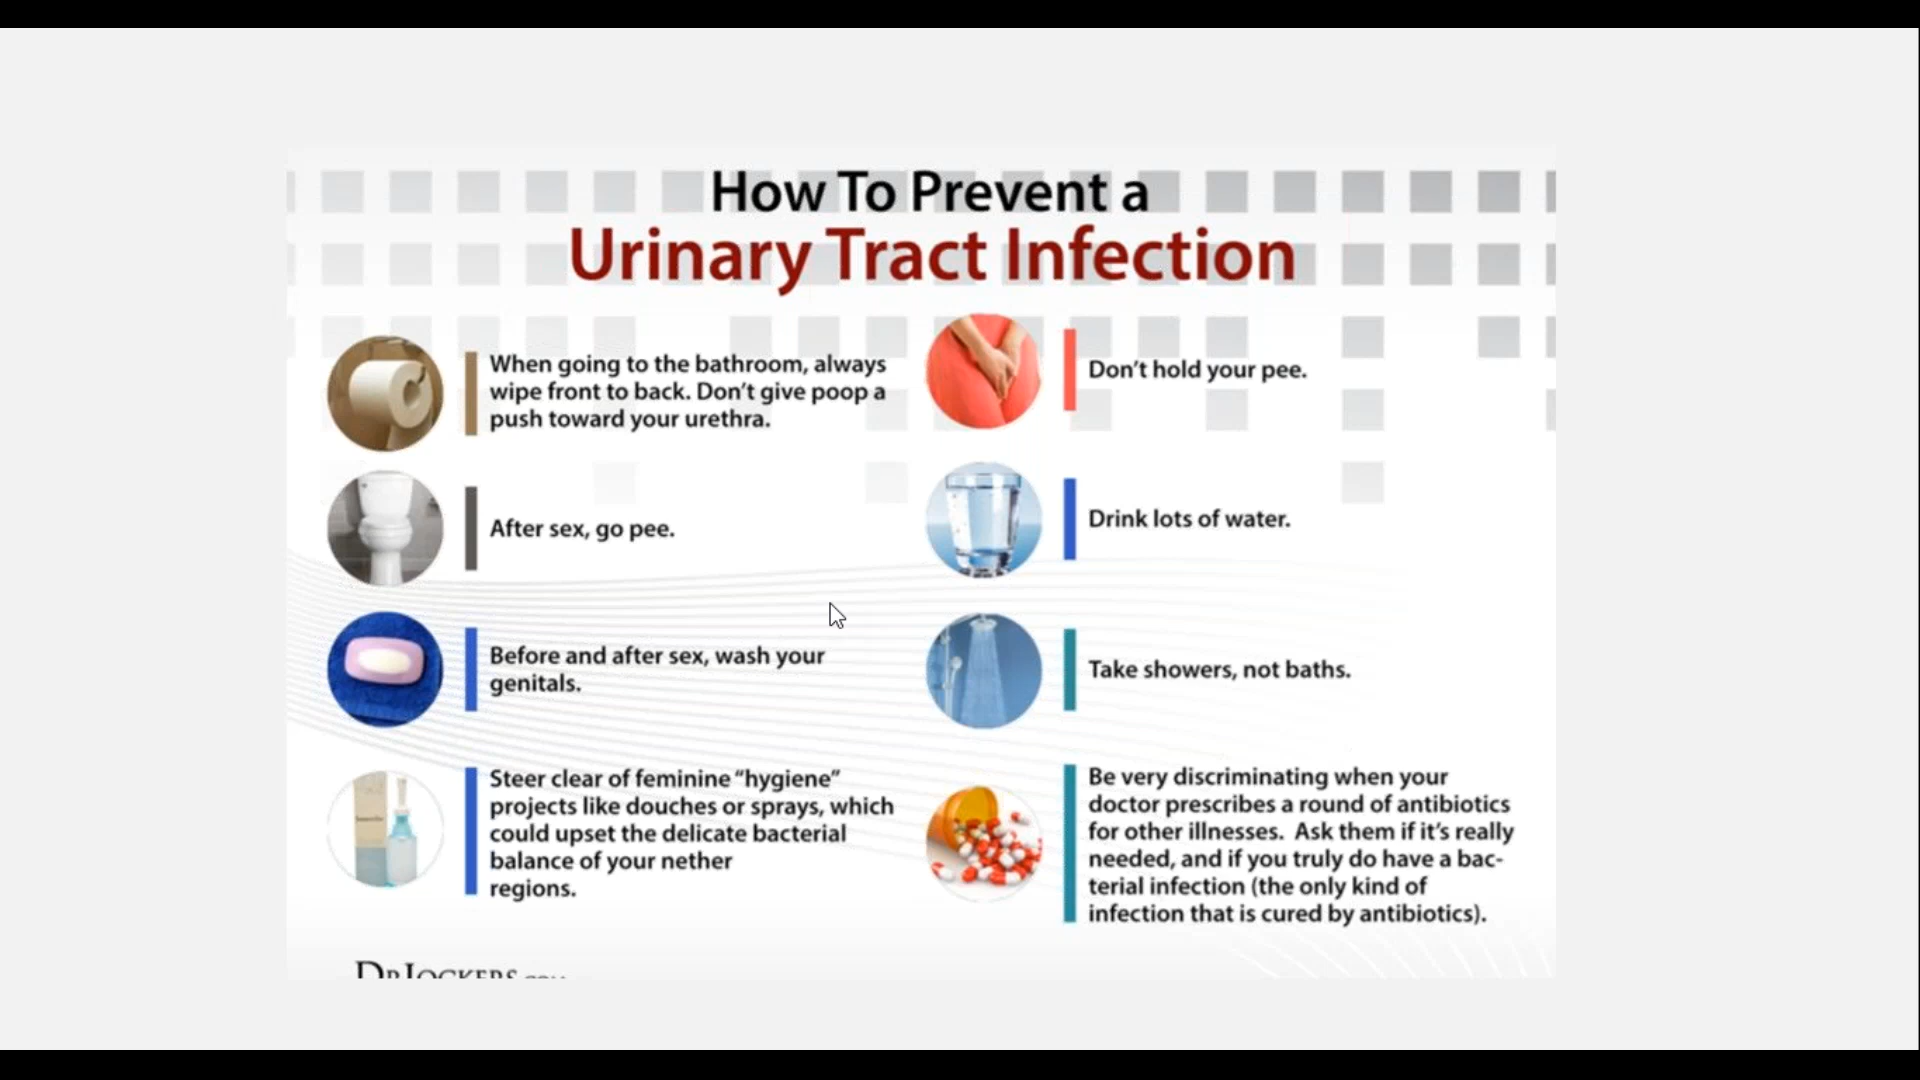 How To Prevent a
Urinary Tract Infection
When going to the bathroom, always
wipe front to back. Don't give poop a
push toward your urethra.
After sex, go pee.
Before and after sex, wash your
genitals.
Steer clear of feminine “hygiene”
projects like douches or sprays, which
could upset the delicate bacterial
balance of your nether
regions.
Don't hold your pee.
Drink lots of water.
Take showers, not baths.
Be very discriminating when your
doctor prescribes a round of antibiotics
for other illnesses. Ask them if it's really
needed, and if you truly do have a bac-
terial infection (the only kind of
infection that is cured by antibiotics).
DRJOCKERS.COM